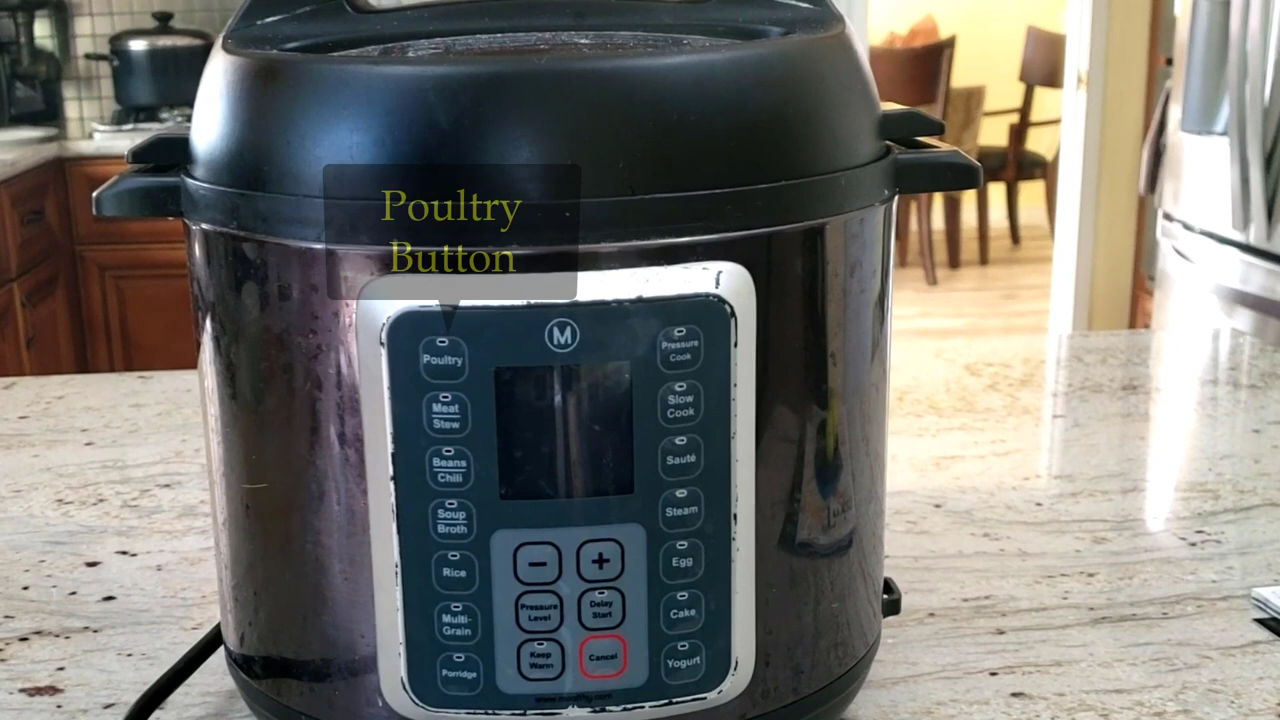 Poultry
Button
M
Poultry
Meat
Stew
Beans
Chili
Soup
Broth
Rice
Multi-
Grain
Porridge
Pressure
Cook
Slow
Cook
Sauté
Steam
Egg
Cake
Yogurt
− +
Pressure
Level
Delay
Start
Keep
Warm
Cancel